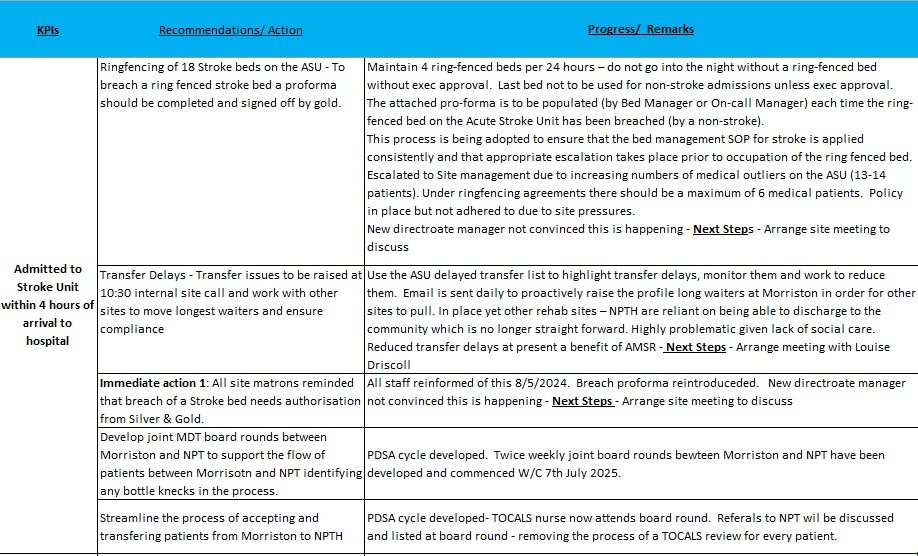 KPIs
Recommendations/ Action
Progress/ Remarks
Admitted to
Stroke Unit
within 4 hours of
arrival to
hospital
Ringfencing of 18 Stroke beds on the ASU - To
breach a ring fenced stroke bed a proforma
should be completed and signed off by gold.
Maintain 4 ring-fenced beds per 24 hours – do not go into the night without a ring-fenced bed
without exec approval.  Last bed not to be used for non-stroke admissions unless exec approval.
The attached pro-forma is to be populated (by Bed Manager or On-call Manager) each time the ring-
fenced bed on the Acute Stroke Unit has been breached (by a non-stroke).
This process is being adopted to ensure that the bed management SOP for stroke is applied
consistently and that appropriate escalation takes place prior to occupation of the ring fenced bed.
Escalated to Site management due to increasing numbers of medical outliers on the ASU (13-14
patients). Under ringfencing agreements there should be a maximum of 6 medical patients.  Policy
in place but not adhered to due to site pressures.
New directroate manager not convinced this is happening - Next Steps - Arrange site meeting to
discuss
Transfer Delays - Transfer issues to be raised at
10:30 internal site call and work with other
sites to move longest waiters and ensure
compliance
Use the ASU delayed transfer list to highlight transfer delays, monitor them and work to reduce
them.  Email is sent daily to proactively raise the profile long waiters at Morriston in order for other
sites to pull. In place yet other rehab sites – NPTH are reliant on being able to discharge to the
community which is no longer straight forward. Highly problematic given lack of social care.
Reduced transfer delays at present a benefit of AMSR - Next Steps - Arrange meeting with Louise
Driscoll
Immediate action 1: All site matrons reminded
that breach of a Stroke bed needs authorisation
from Silver & Gold.
All staff reinformed of this 8/5/2024.  Breach proforma reintroduceded.   New directroate manager
not convinced this is happening - Next Steps - Arrange site meeting to discuss
Develop joint MDT board rounds between
Morriston and NPT to support the flow of
patients between Morrisotn and NPT identifying
any bottle knecks in the process.
PDSA cycle developed.  Twice weekly joint board rounds bewteen Morriston and NPT have been
developed and commenced W/C 7th July 2025.
Streamline the process of accepting and
transfering patients from Morriston to NPTH
PDSA cycle developed- TOCALS nurse now attends board round.  Referals to NPT wil be discussed
and listed at board round - removing the process of a TOCALS review for every patient.